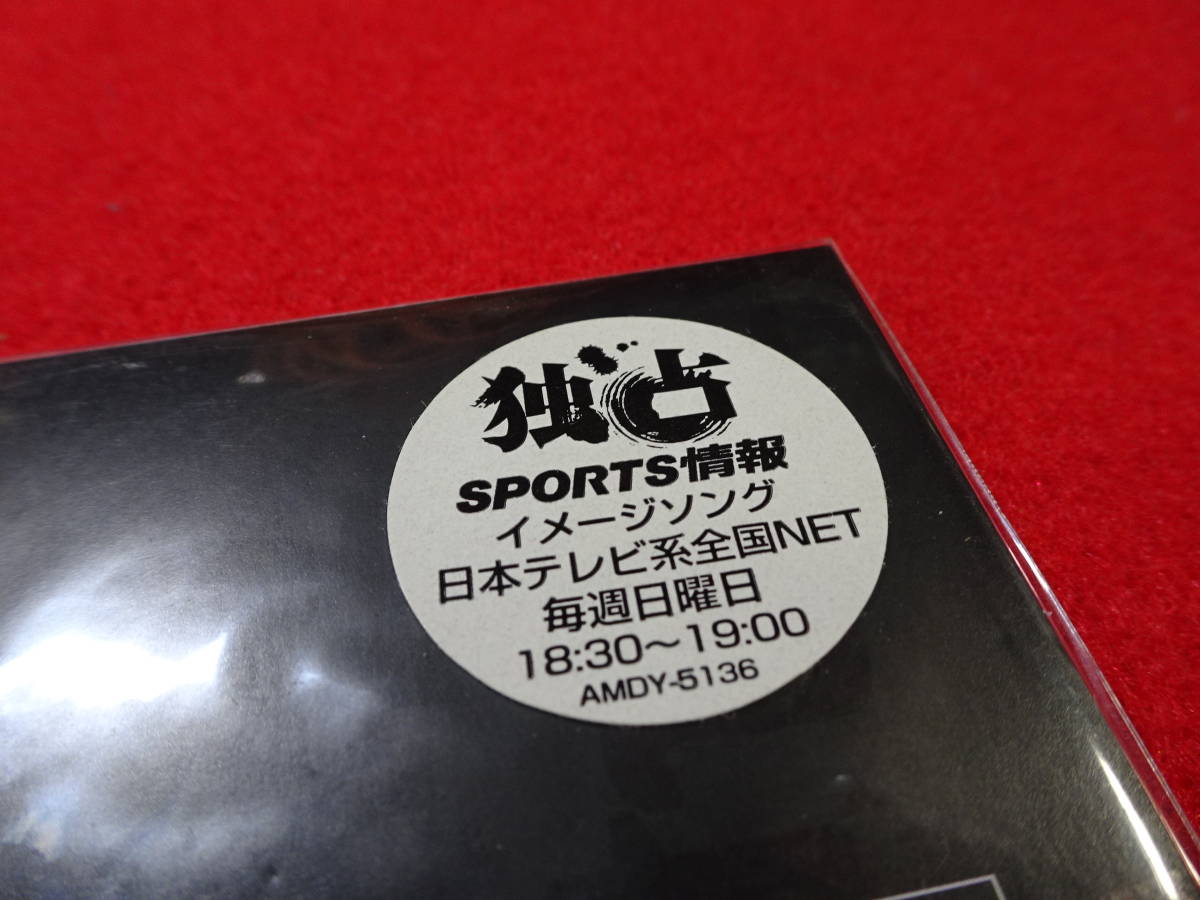 独占
SPORTS情報
イメージソング
日本テレビ系全国NET
毎週日曜日
18:30〜19:00
AMDY-5136